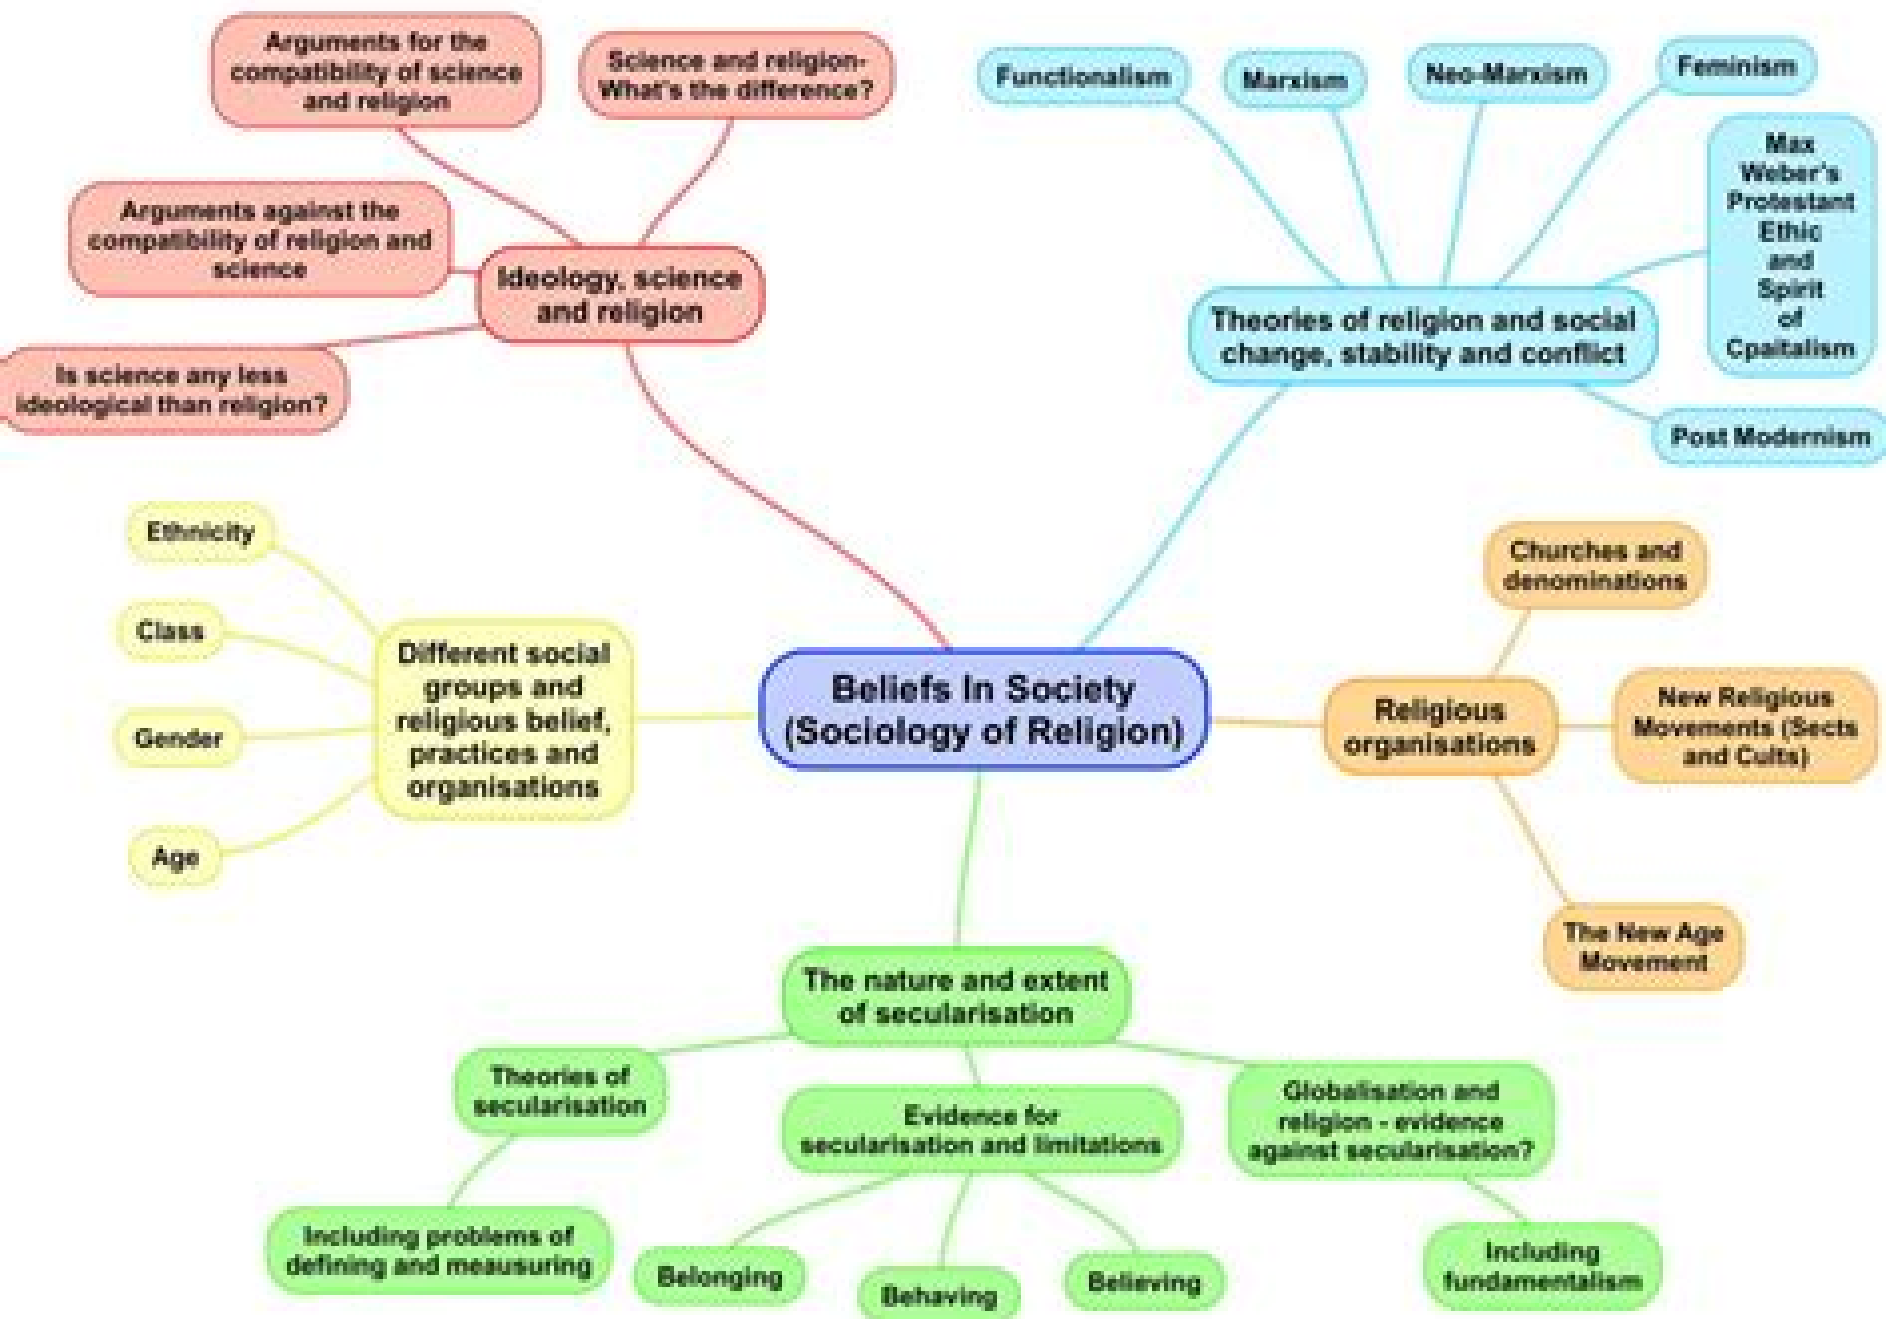 Arguments for the
compatibility of science
and religion
Science and religion-
What's the difference?
Arguments against the
compatibility of religion and
science
Is science any less
ideological than religion?
Ideology, science
and religion
Functionalism
Marxism
Neo-Marxism
Feminism
Max
Weber's
Protestant
Ethic
and
Spirit
of
Cpaitalism
Theories of religion and social
change, stability and conflict
Post Modernism
Ethnicity
Class
Gender
Age
Different social
groups and
religious belief,
practices and
organisations
Beliefs In Society
(Sociology of Religion)
Religious
organisations
Churches and
denominations
New Religious
Movements (Sects
and Cults)
The New Age
Movement
The nature and extent
of secularisation
Theories of
secularisation
Including problems of
defining and meausuring
Evidence for
secularisation and limitations
Belonging
Behaving
Believing
Globalisation and
religion - evidence
against secularisation?
Including
fundamentalism